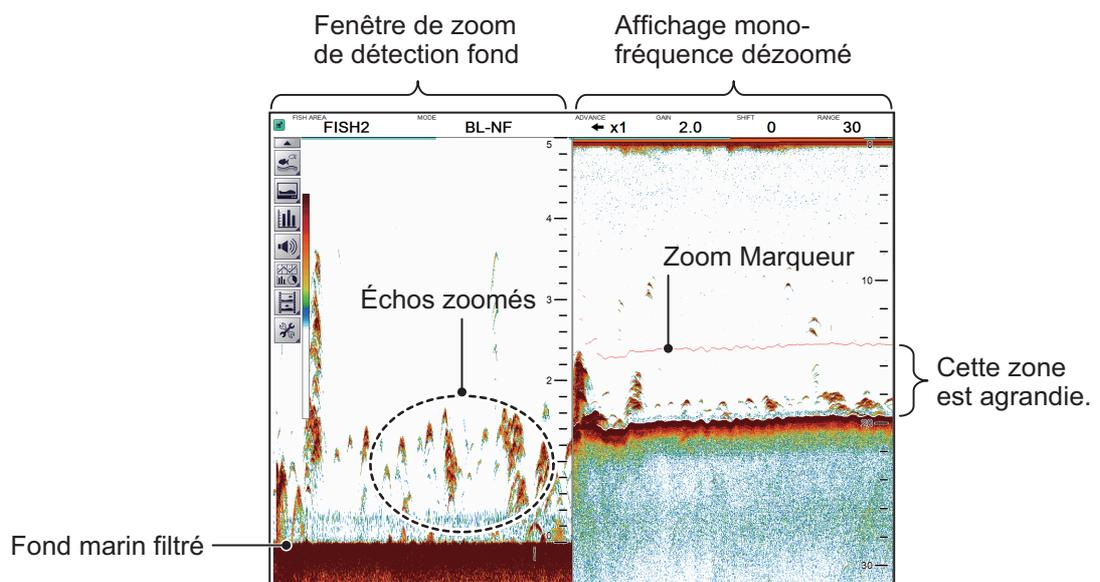 Fenêtre de zoom
de détection fond
Affichage mono-
fréquence dézoomé
FISH AREA
FISH2
MODE
BL-NF
ADVANCE
x1
GAIN
2.0
SHIFT
0
RANGE
30
5
4
3
2
0
0
10
20
30
Zoom Marqueur
Échos zoomés
Cette zone
est agrandie.
Fond marin filtré